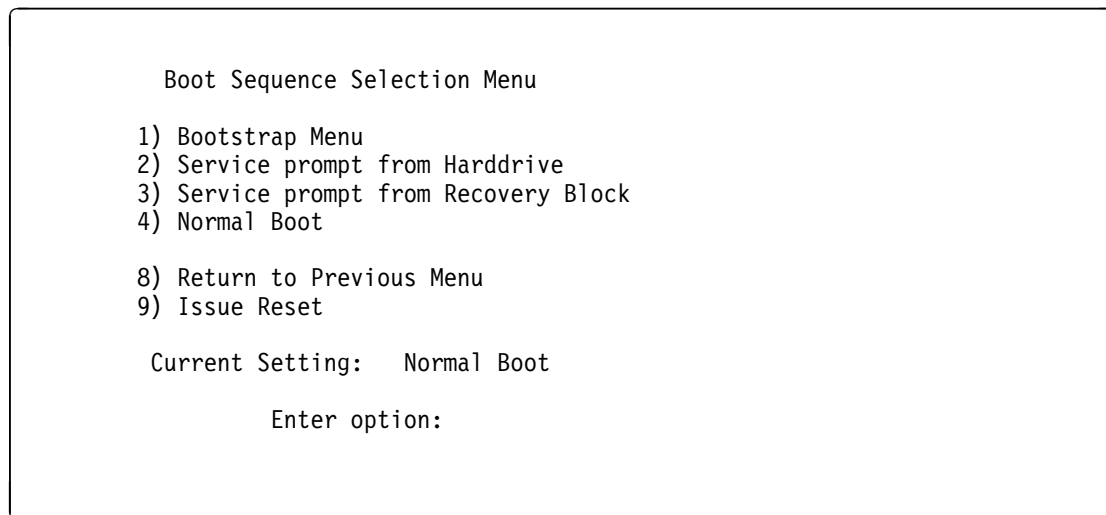 Boot Sequence Selection Menu
1) Bootstrap Menu
2) Service prompt from Harddrive
3) Service prompt from Recovery Block
4) Normal Boot
8) Return to Previous Menu
9) Issue Reset
Current Setting: Normal Boot
Enter option: